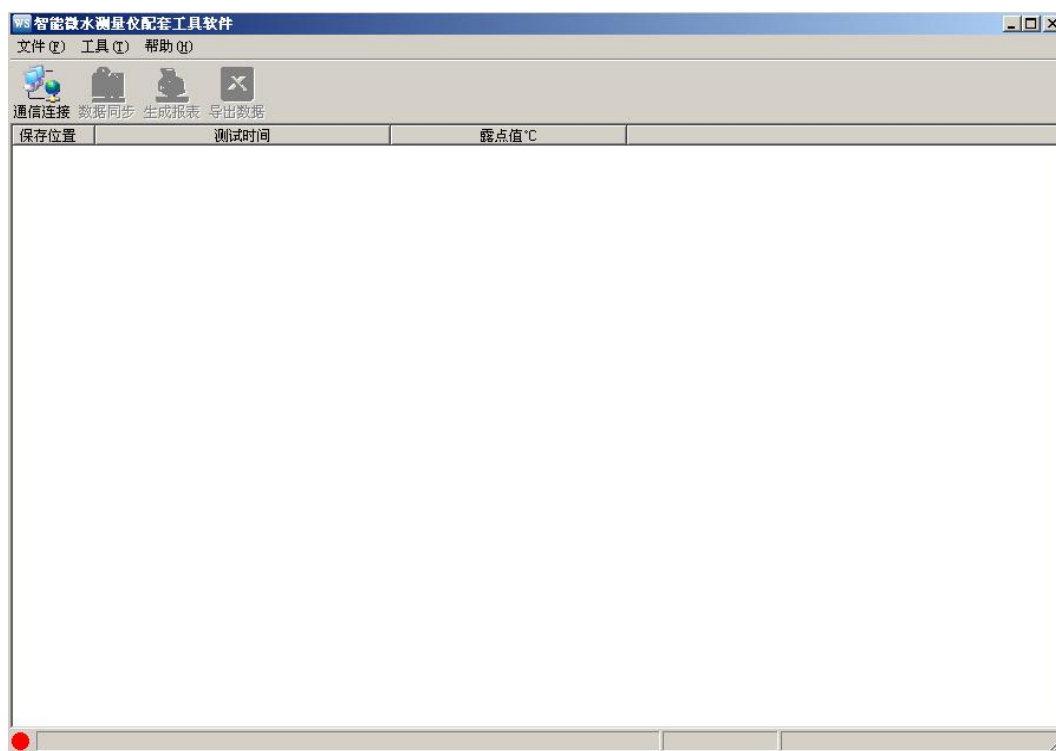 WS 智能微水测量仪配套工具软件
文件(F) 工具(T) 帮助(H)
通信连接 数据同步 生成报表 导出数据
保存位置 测试时间 露点值℃